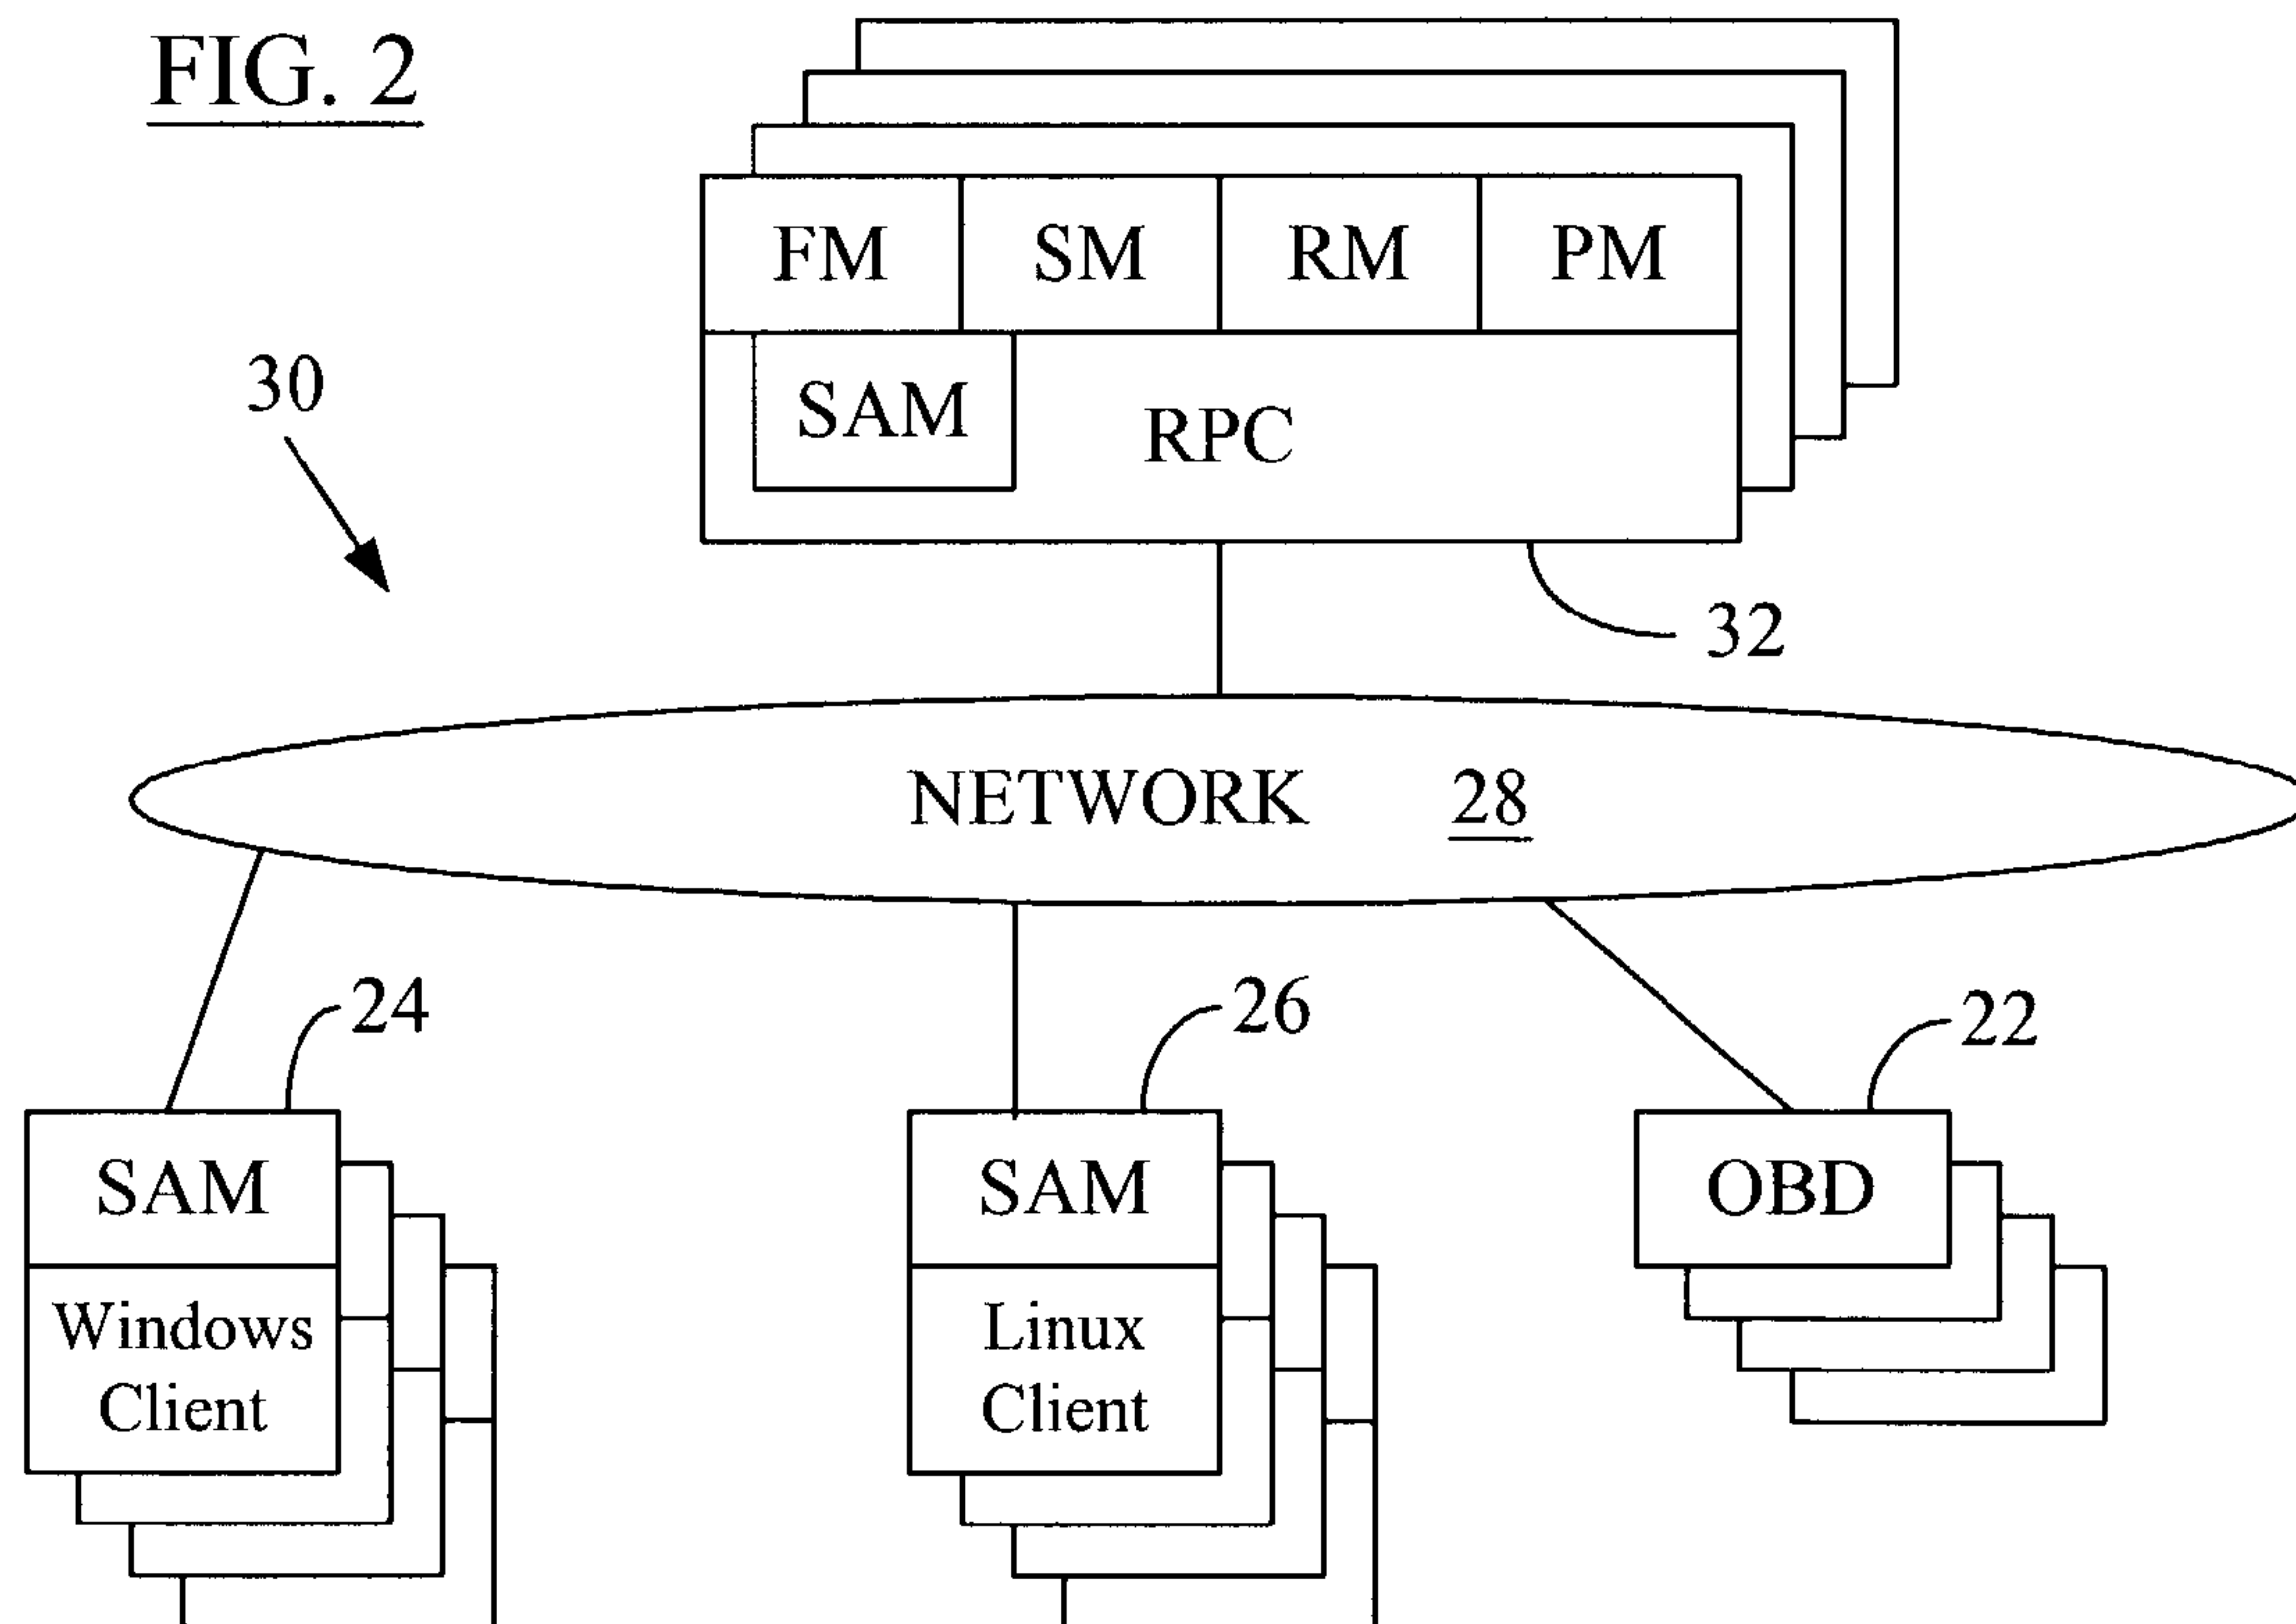 FIG. 2
FM SM RM PM
30
SAM RPC
32
NETWORK 28
24 26 22
SAM SAM OBD
Windows Client
Linux Client